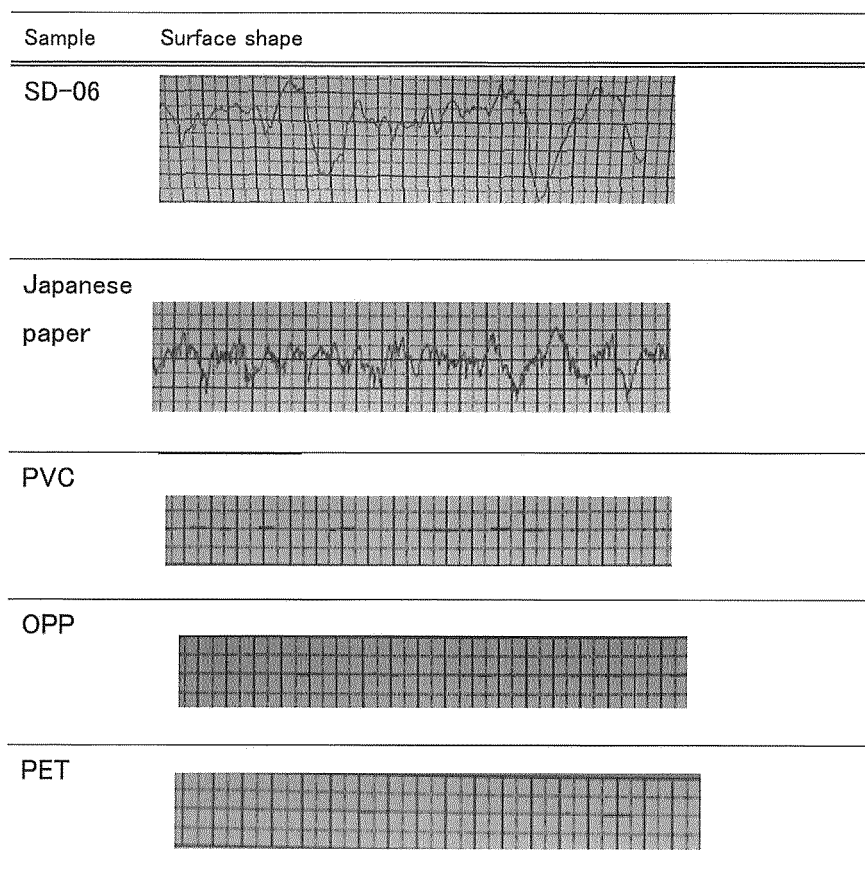 Sample Surface shape
SD-06
Japanese
paper
PVC
OPP
PET